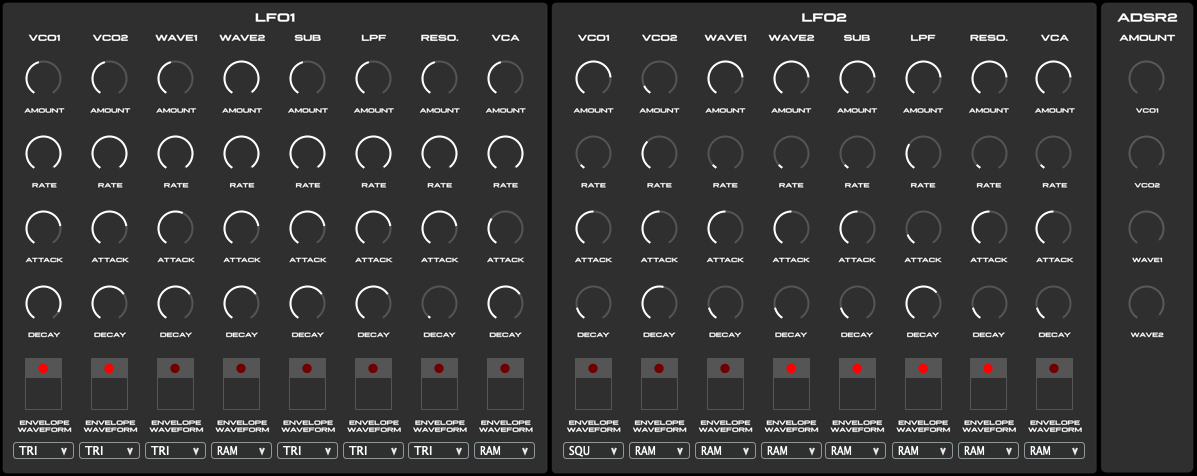 LFO1 LFO2 ADSR2
VCO1 VCO2 WAVE1 WAVE2 SUB LPF RESO. VCA VCO1 VCO2 WAVE1 WAVE2 SUB LPF RESO. VCA AMOUNT
AMOUNT AMOUNT AMOUNT AMOUNT AMOUNT AMOUNT AMOUNT AMOUNT AMOUNT AMOUNT AMOUNT AMOUNT AMOUNT AMOUNT AMOUNT AMOUNT VCO1
RATE RATE RATE RATE RATE RATE RATE RATE RATE RATE RATE RATE RATE RATE RATE RATE VCO2
ATTACK ATTACK ATTACK ATTACK ATTACK ATTACK ATTACK ATTACK ATTACK ATTACK ATTACK ATTACK ATTACK ATTACK ATTACK ATTACK WAVE1
DECAY DECAY DECAY DECAY DECAY DECAY DECAY DECAY DECAY DECAY DECAY DECAY DECAY DECAY DECAY DECAY WAVE2
ENVELOPE ENVELOPE ENVELOPE ENVELOPE ENVELOPE ENVELOPE ENVELOPE ENVELOPE ENVELOPE ENVELOPE ENVELOPE ENVELOPE ENVELOPE ENVELOPE ENVELOPE ENVELOPE
WAVEFORM WAVEFORM WAVEFORM WAVEFORM WAVEFORM WAVEFORM WAVEFORM WAVEFORM WAVEFORM WAVEFORM WAVEFORM WAVEFORM WAVEFORM WAVEFORM WAVEFORM WAVEFORM
TRI TRI TRI RAM TRI TRI TRI RAM SQU RAM RAM RAM RAM RAM RAM RAM